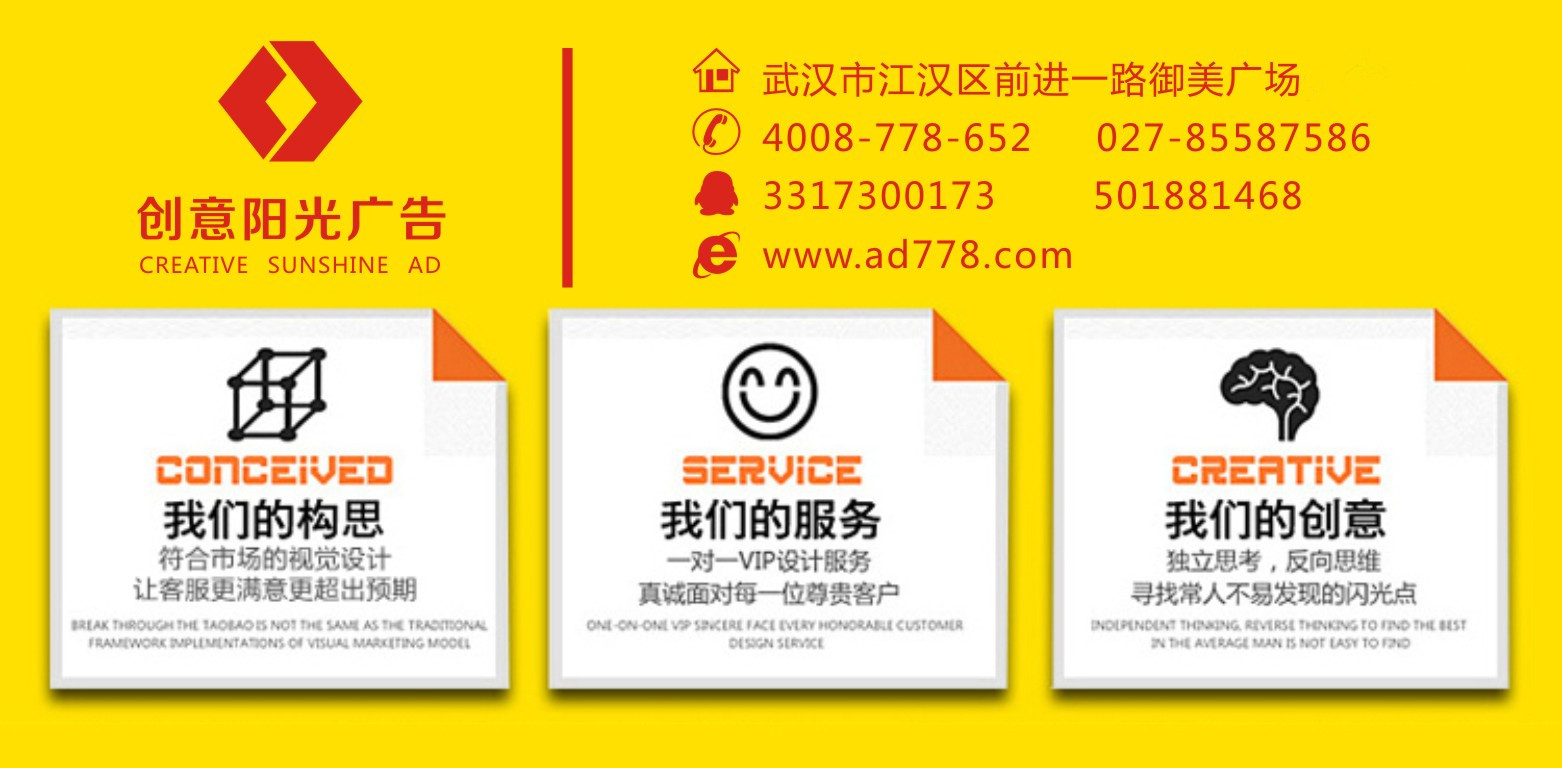 创意阳光广告
CREATIVE SUNSHINE AD
武汉市江汉区前进一路御美广场
4008-778-652 027-85587586
3317300173 501881468
www.ad778.com
CONCEiVED
我们的构思
符合市场的视觉设计
让客服更满意更超出预期
BREAK THROUGH THE TAOBAO IS NOT THE SAME AS THE TRADITIONAL
FRAMEWORK IMPLEMENTATIONS OF VISUAL MARKETING MODEL
SERViCE
我们的服务
一对一VIP设计服务
真诚面对每一位尊贵客户
ONE-ON-ONE VIP SINCERE FACE EVERY HONORABLE CUSTOMER
DESIGN SERVICE
CREATiVE
我们的创意
独立思考，反向思维
寻找常人不易发现的闪光点
INDEPENDENT THINKING, REVERSE THINKING TO FIND THE BEST
IN THE AVERAGE MAN IS NOT EASY TO FIND